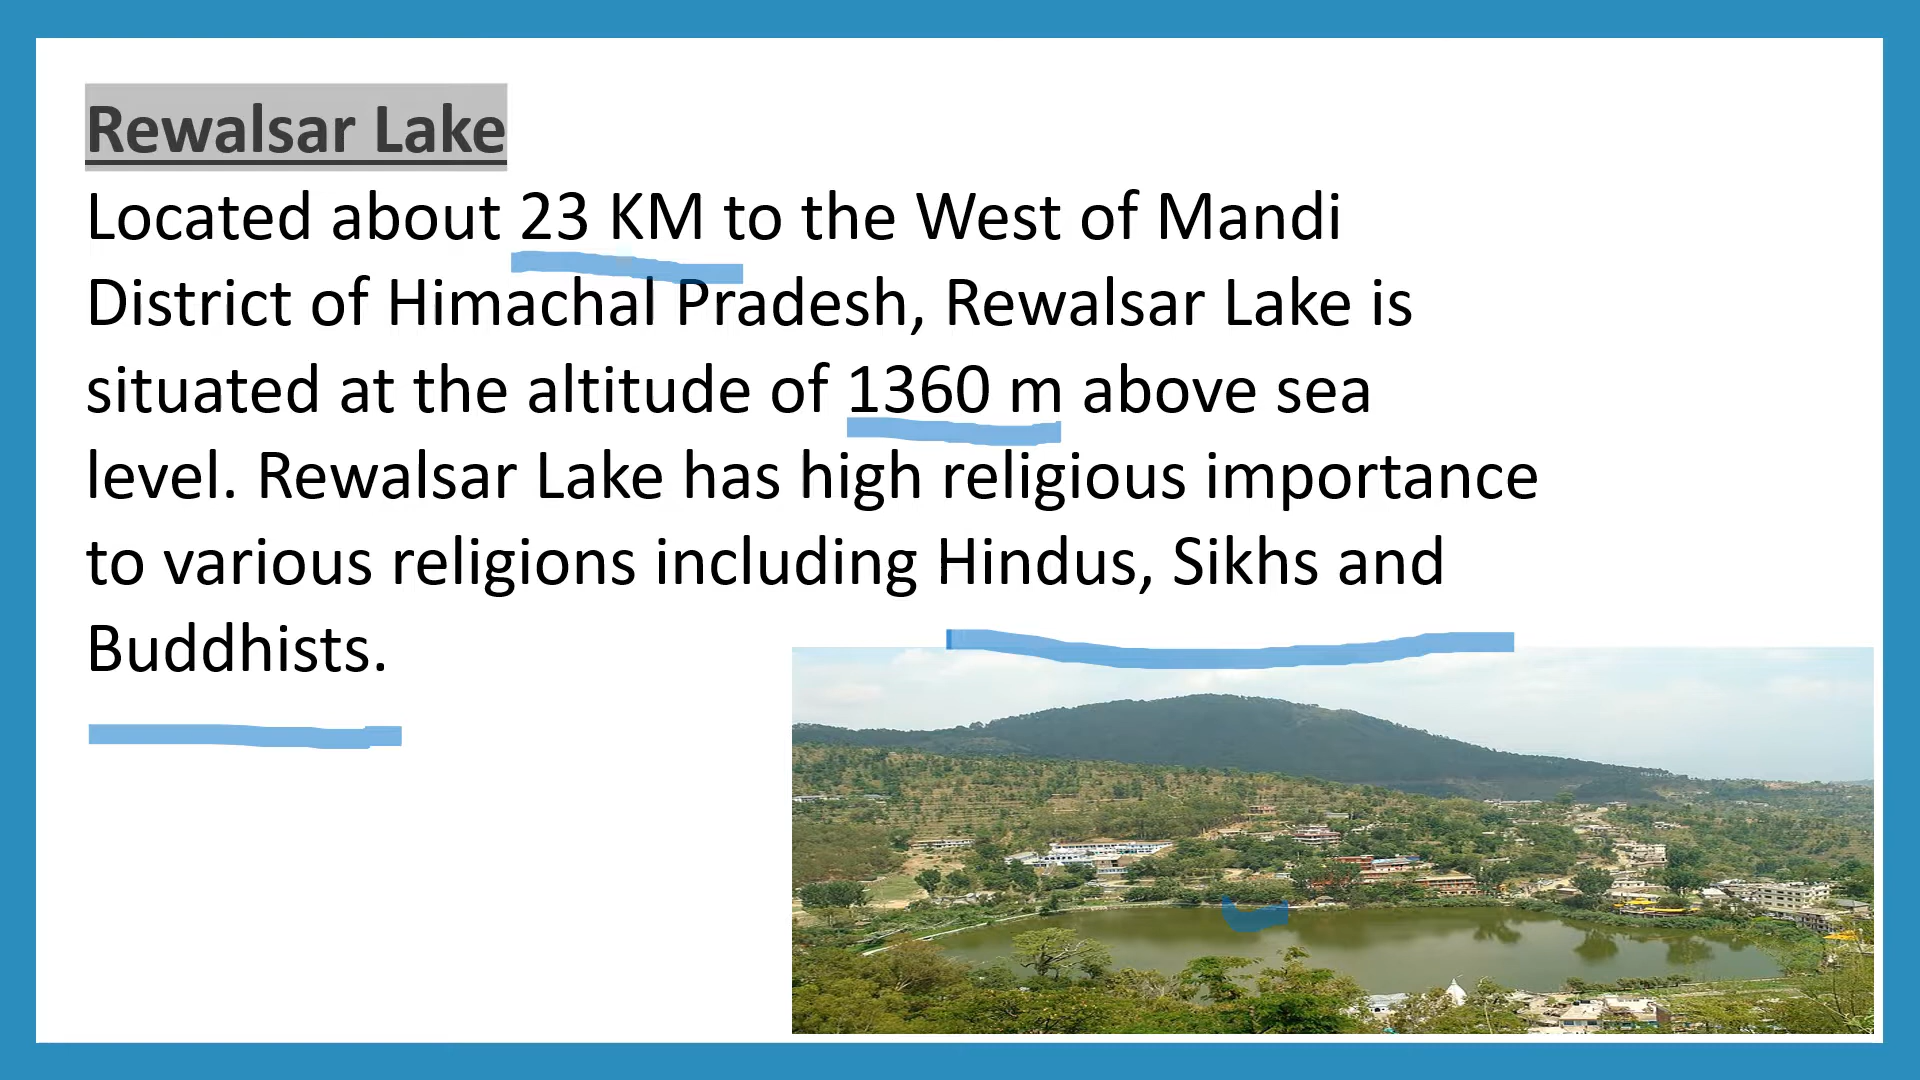 Rewalsar Lake
Located about 23 KM to the West of Mandi
District of Himachal Pradesh, Rewalsar Lake is
situated at the altitude of 1360 m above sea
level. Rewalsar Lake has high religious importance
to various religions including Hindus, Sikhs and
Buddhists.